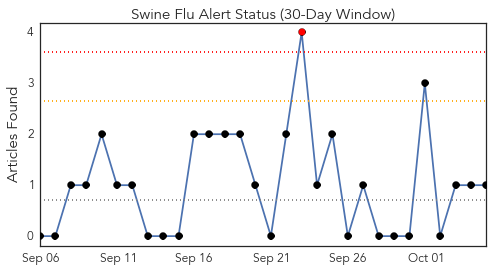 Swine Flu Alert Status (30-Day Window)
Articles Found
4
3
2
1
0
Sep 06 Sep 11 Sep 16 Sep 21 Sep 26 Oct 01